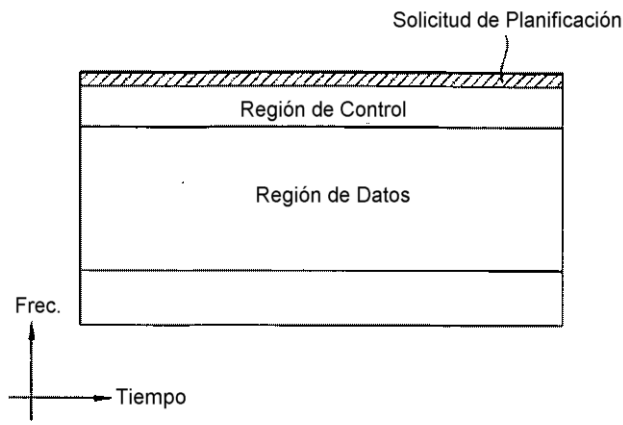 Solicitud de Planificación
Región de Control
Región de Datos
Frec.
Tiempo